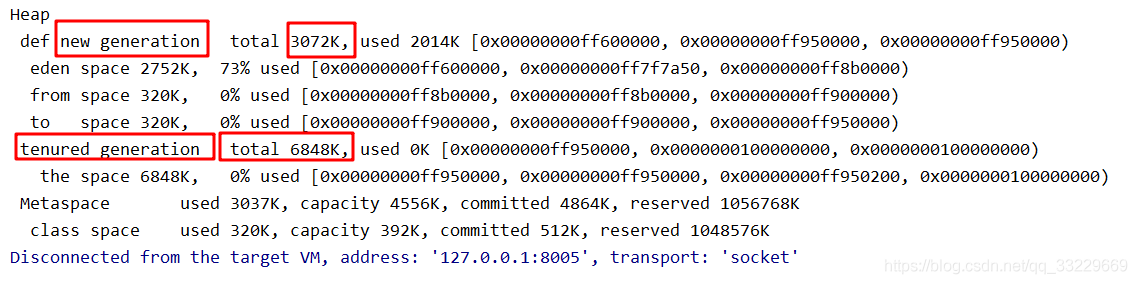 Heap
def new generation total 3072K, used 2014K [0x00000000ff600000, 0x00000000ff950000, 0x00000000ff950000)
eden space 2752K, 73% used [0x00000000ff600000, 0x00000000ff7f7a50, 0x00000000ff8b0000)
from space 320K, 0% used [0x00000000ff8b0000, 0x00000000ff8b0000, 0x00000000ff900000)
to space 320K, 0% used [0x00000000ff900000, 0x00000000ff900000, 0x00000000ff950000)
tenured generation total 6848K, used 0K [0x00000000ff950000, 0x0000000100000000, 0x0000000100000000)
the space 6848K, 0% used [0x00000000ff950000, 0x00000000ff950000, 0x00000000ff950200, 0x0000000100000000)
Metaspace used 3037K, capacity 4556K, committed 4864K, reserved 1056768K
class space used 320K, capacity 392K, committed 512K, reserved 1048576K
Disconnected from the target VM, address: '127.0.0.1:8005', transport: 'socket'
https://blog.csdn.net/qq_33229669